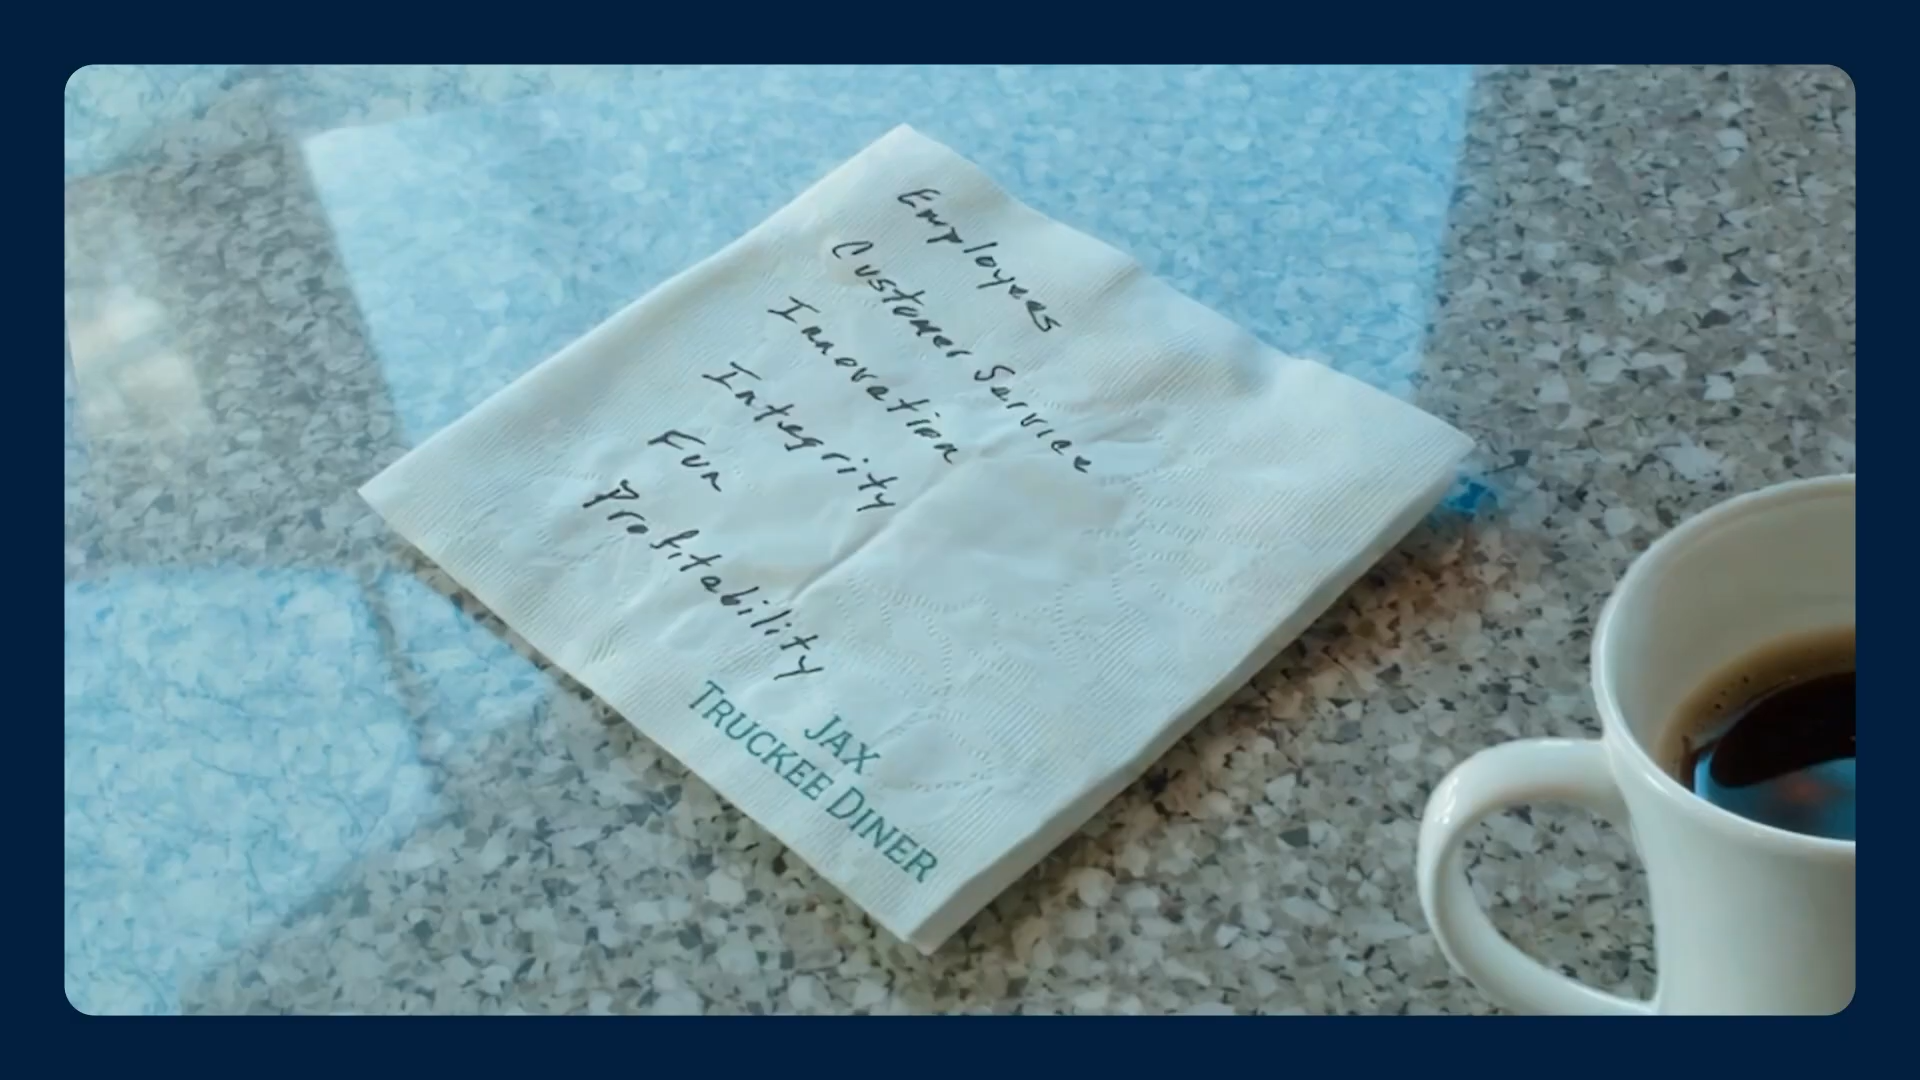 Employees
Customer Service
Innovation
Integrity
Fun
Profitability
JAX
TRUCKEE DINER